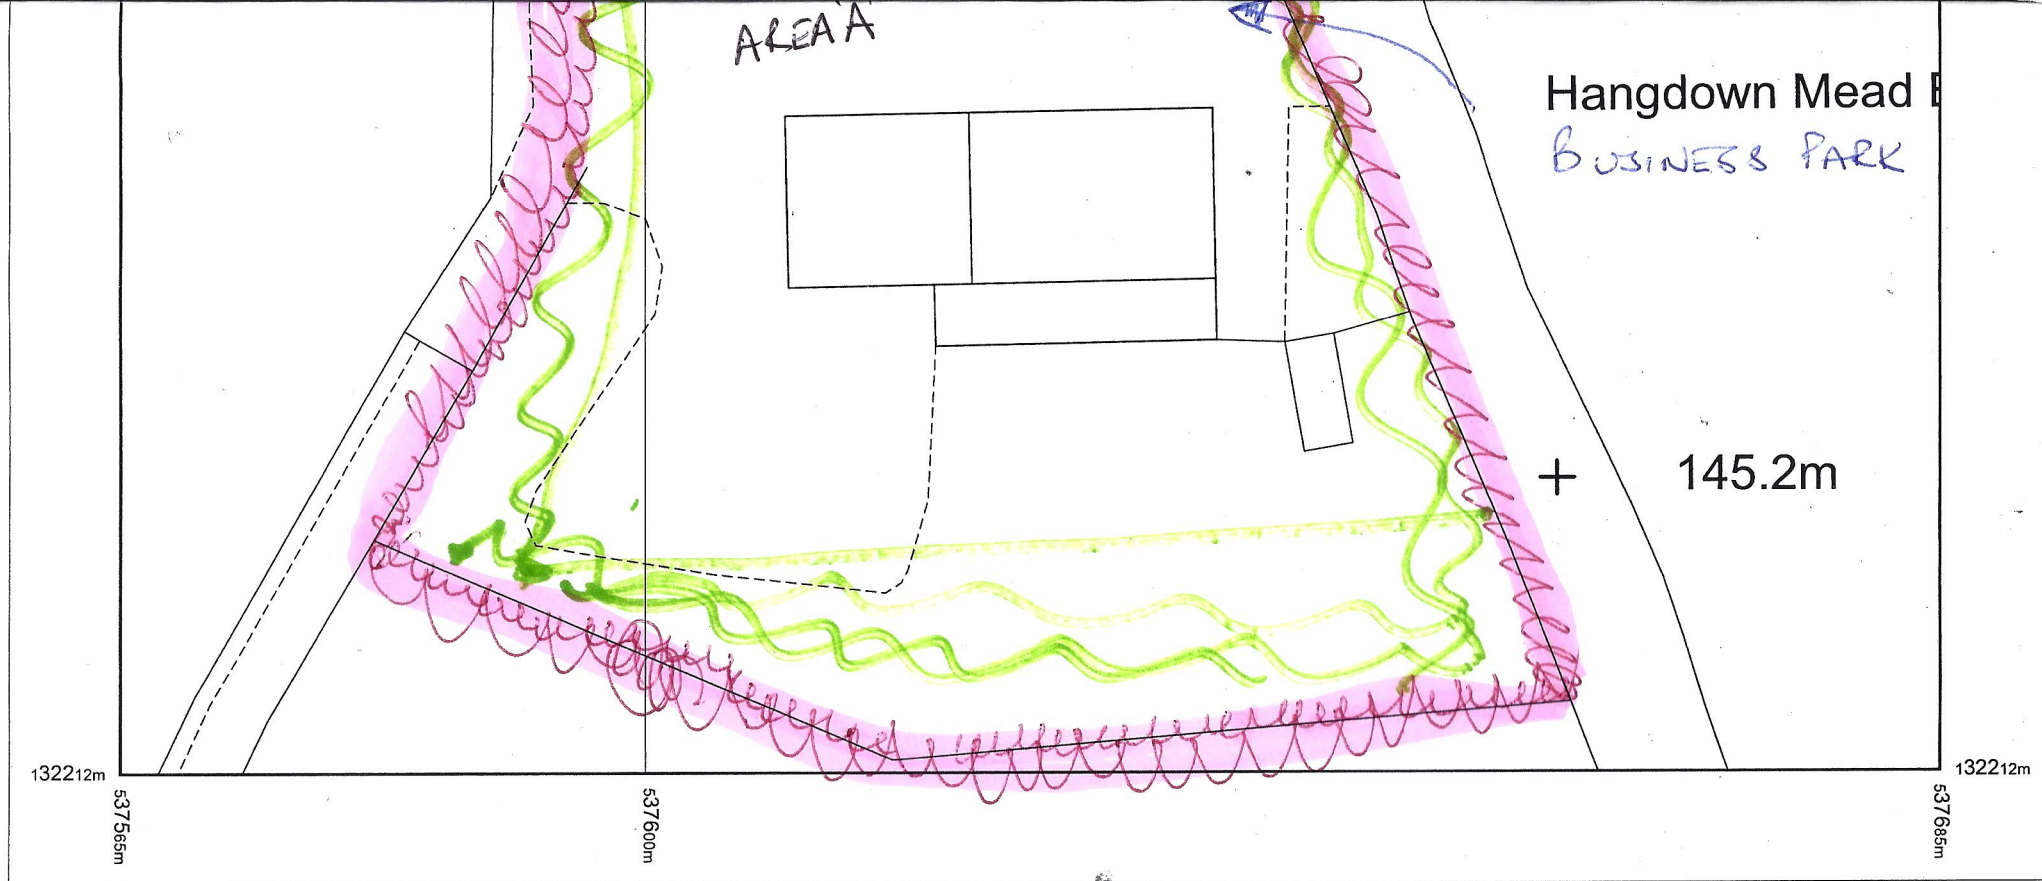 AREA 'A'
Hangdown Mead
BUSINESS PARK
145.2m
132212m
132212m
537565m
537600m
537685m